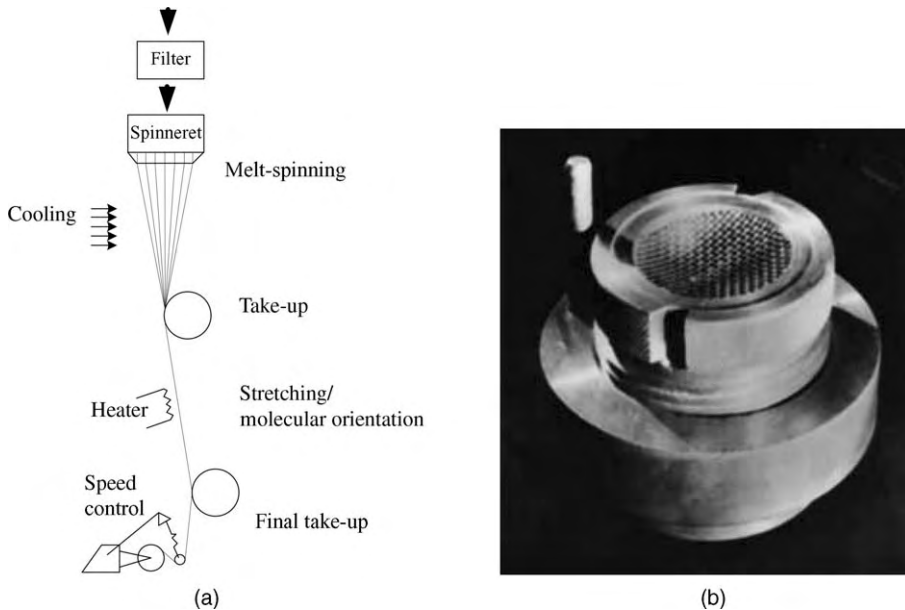 Filter
Spinneret
Melt-spinning
Cooling
Take-up
Stretching/
Heater
molecular orientation
Speed
control
Final take-up
(a)
(b)